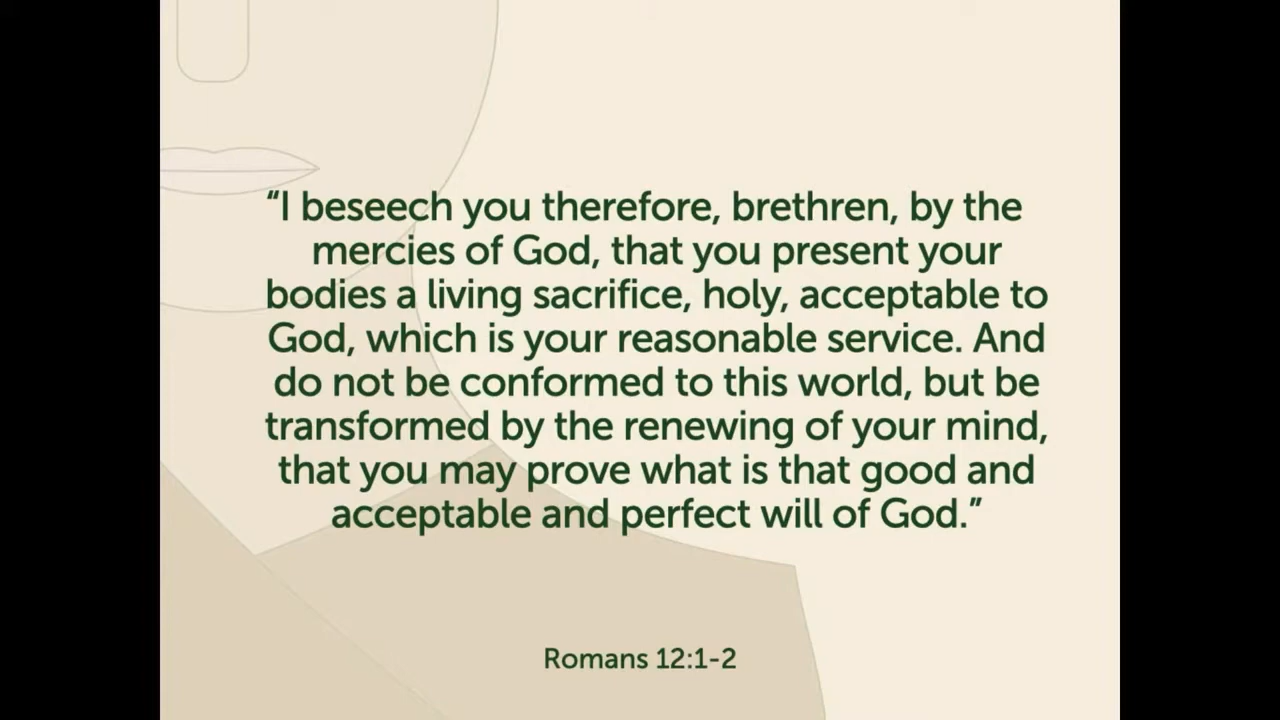 “I beseech you therefore, brethren, by the
mercies of God, that you present your
bodies a living sacrifice, holy, acceptable to
God, which is your reasonable service. And
do not be conformed to this world, but be
transformed by the renewing of your mind,
that you may prove what is that good and
acceptable and perfect will of God.”
Romans 12:1-2